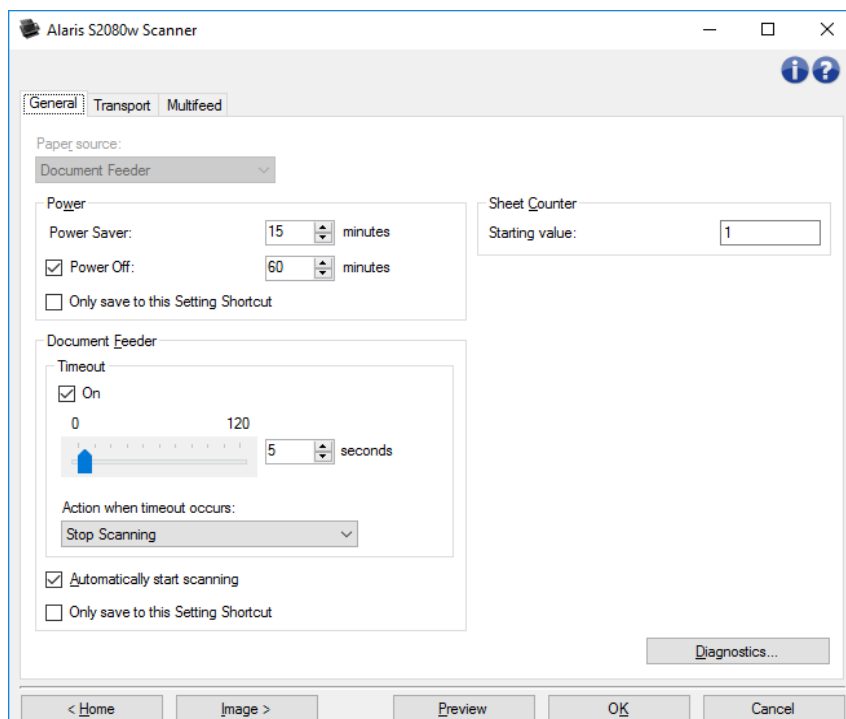 Alaris S2080w Scanner
General Transport Multifeed
Paper source:
Document Feeder
Power
Power Saver: 15 minutes
Power Off: 60 minutes
Only save to this Setting Shortcut
Sheet Counter
Starting value: 1
Document Feeder
Timeout
On
0 120
5 seconds
Action when timeout occurs:
Stop Scanning
Automatically start scanning
Only save to this Setting Shortcut
Diagnostics...
< Home Image > Preview OK Cancel